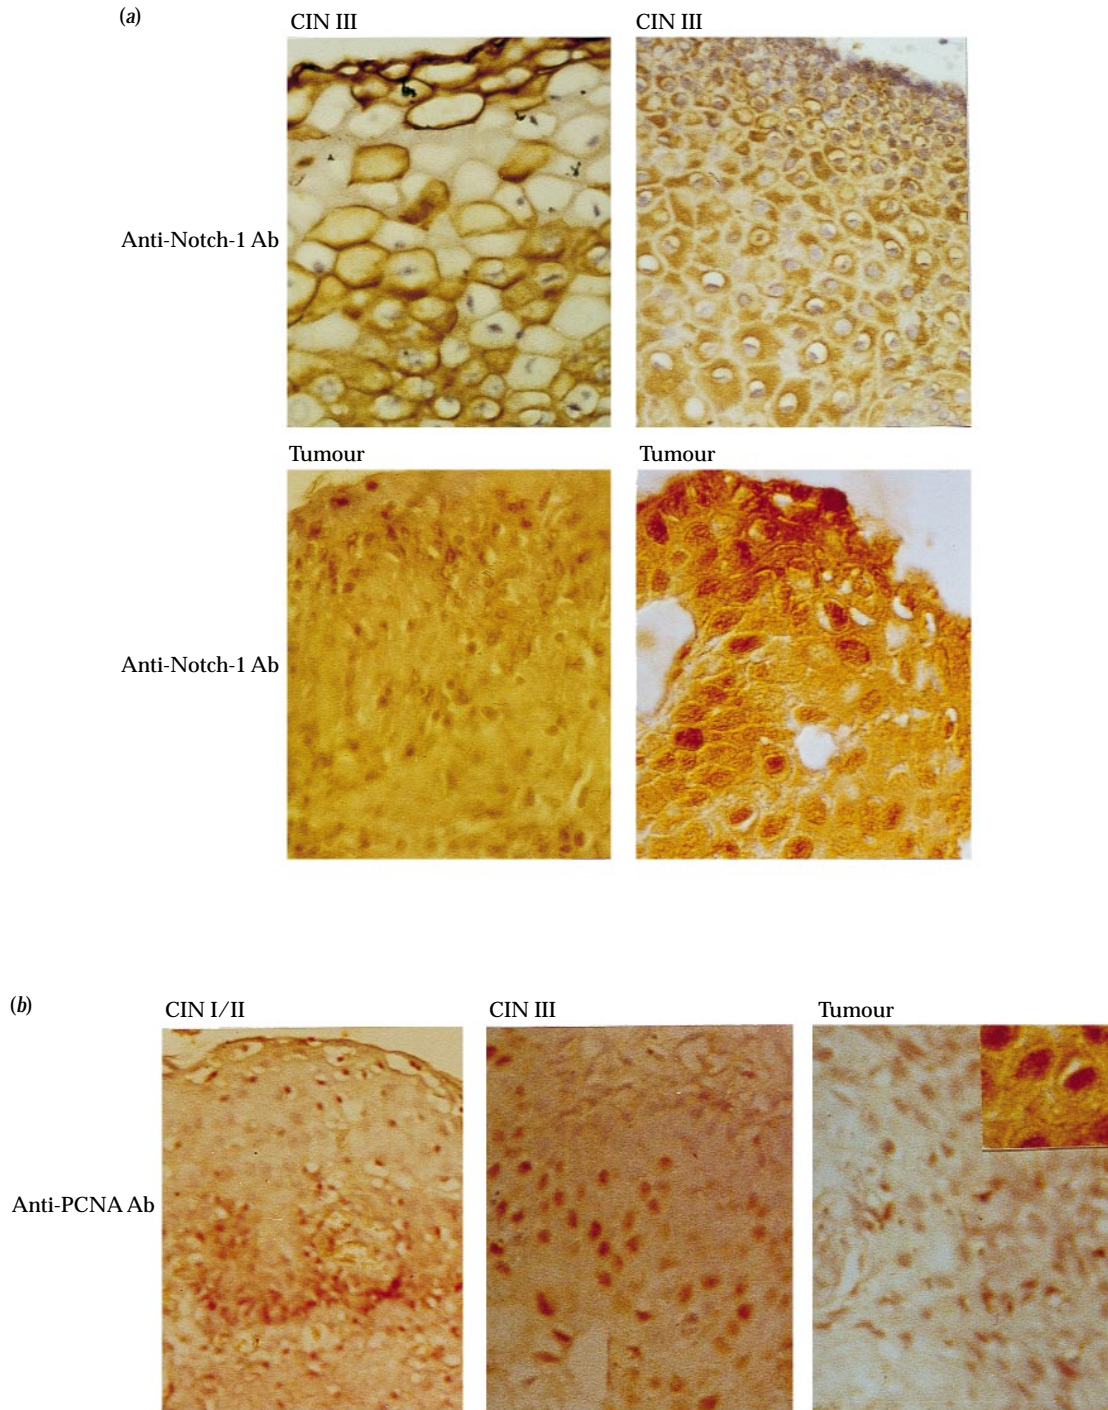 (a)
CIN III
CIN III
Anti-Notch-1 Ab
Tumour
Tumour
Anti-Notch-1 Ab
(b)
CIN I/II
CIN III
Tumour
Anti-PCNA Ab